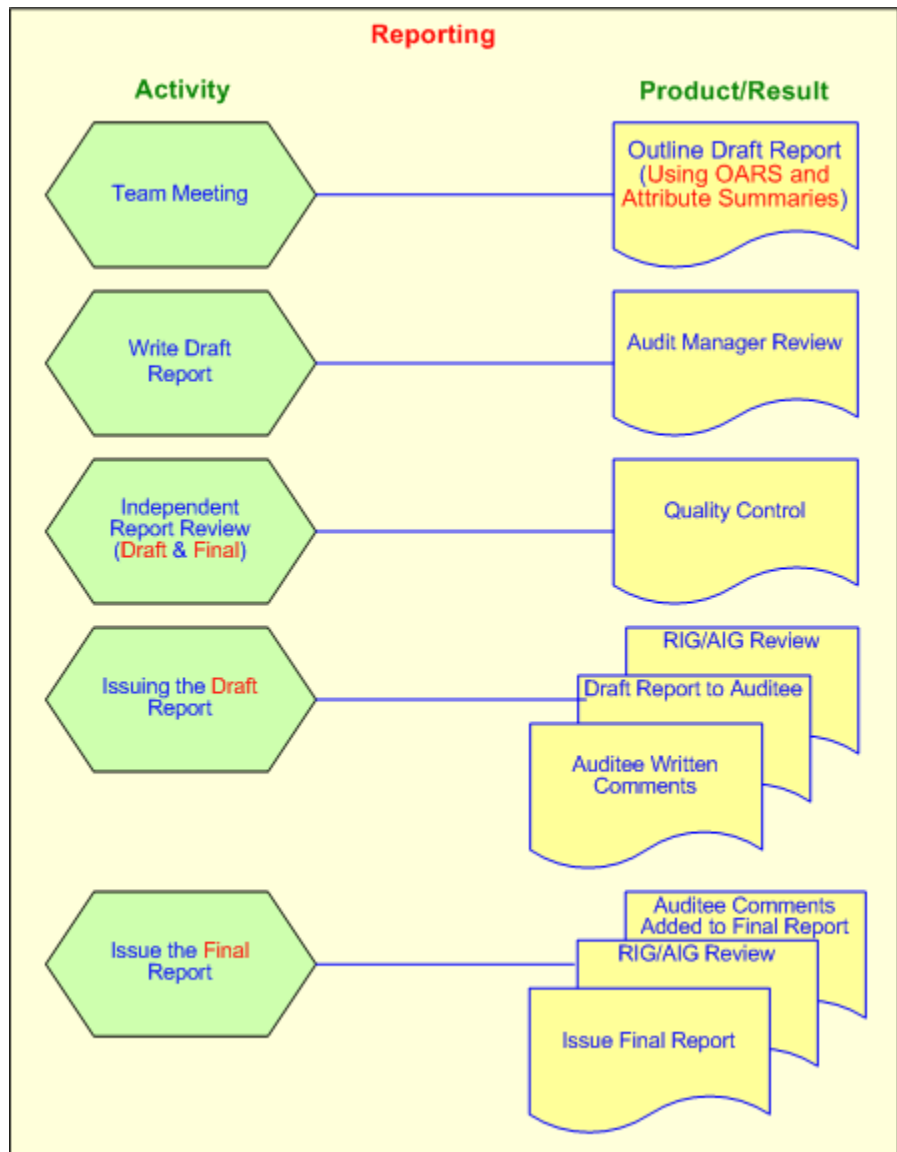 Reporting
Activity
Product/Result
Team Meeting
Outline Draft Report
(Using OARS and
Attribute Summaries)
Write Draft
Report
Audit Manager Review
Independent
Report Review
(Draft & Final)
Quality Control
Issuing the Draft
Report
RIG/AIG Review
Draft Report to Auditee
Auditee Written
Comments
Issue the Final
Report
Auditee Comments
Added to Final Report
RIG/AIG Review
Issue Final Report